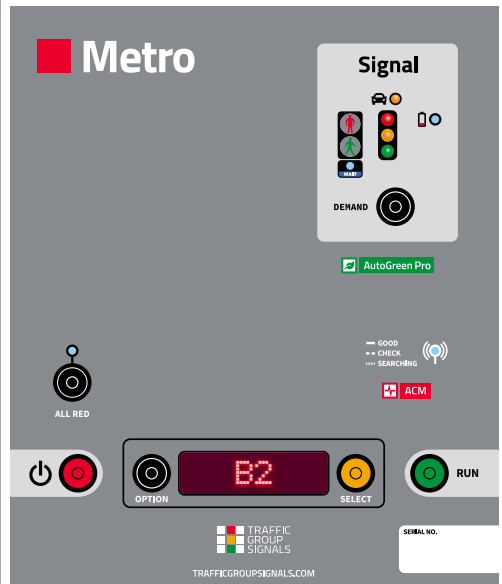 Metro
Signal
WAIT
DEMAND
AutoGreen Pro
GOOD
CHECK
SEARCHING
ACM
ALL RED
B2
OPTION
SELECT
RUN
TRAFFIC
GROUP
SIGNALS
SERIAL NO.
TRAFFICGROUPSIGNALS.COM